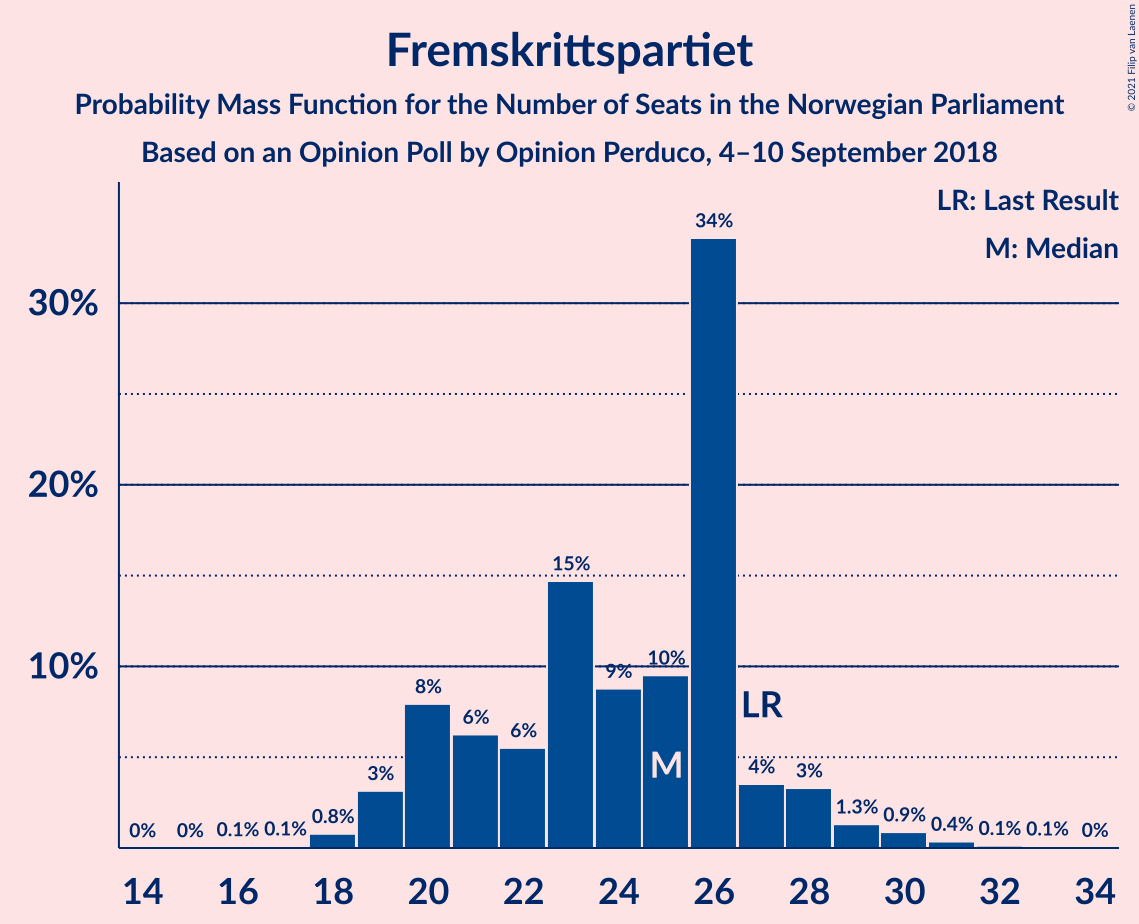 Fremskrittspartiet
Probability Mass Function for the Number of Seats in the Norwegian Parliament
Based on an Opinion Poll by Opinion Perduco, 4–10 September 2018
© 2021 Filip van Laenen
LR: Last Result
M: Median
30%
20%
10%
0% 0% 0.1% 0.1% 0.8% 3% 8% 6% 6% 15% 9% 10% 34% 4% 3% 1.3% 0.9% 0.4% 0.1% 0.1% 0%
M
LR
14 16 18 20 22 24 26 28 30 32 34